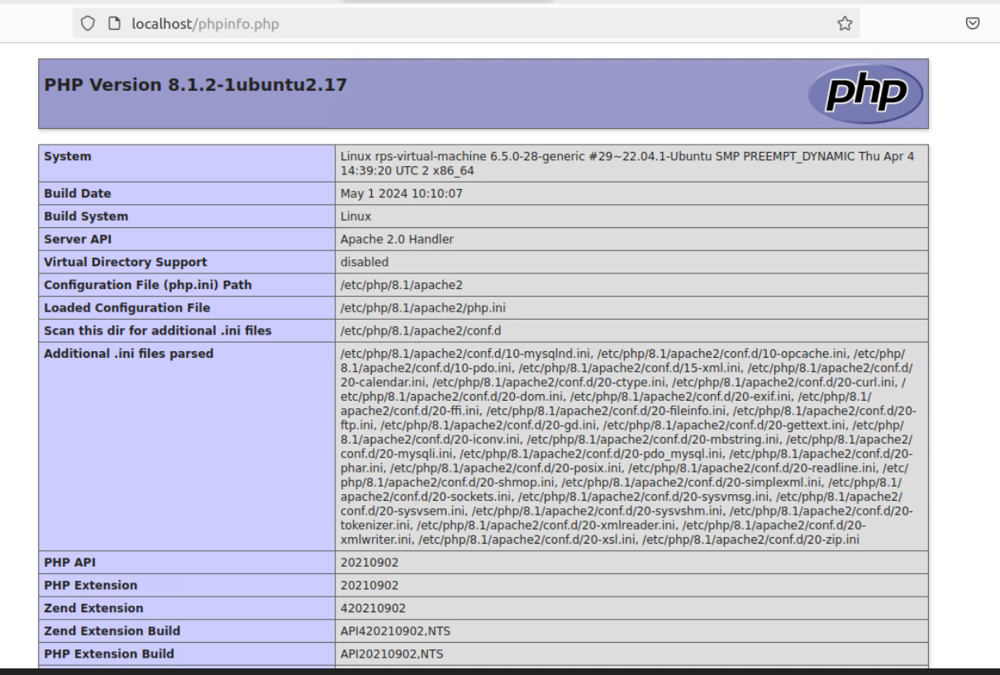 localhost/phpinfo.php
PHP Version 8.1.2-1ubuntu2.17
php
System
Linux rps-virtual-machine 6.5.0-28-generic #29~22.04.1-Ubuntu SMP PREEMPT_DYNAMIC Thu Apr 4
14:39:20 UTC 2 x86_64
Build Date
May 1 2024 10:10:07
Build System
Linux
Server API
Apache 2.0 Handler
Virtual Directory Support
disabled
Configuration File (php.ini) Path
/etc/php/8.1/apache2
Loaded Configuration File
/etc/php/8.1/apache2/php.ini
Scan this dir for additional .ini files
/etc/php/8.1/apache2/conf.d
Additional .ini files parsed
/etc/php/8.1/apache2/conf.d/10-mysqlnd.ini, /etc/php/8.1/apache2/conf.d/10-opcache.ini, /etc/php/
8.1/apache2/conf.d/10-pdo.ini, /etc/php/8.1/apache2/conf.d/15-xml.ini, /etc/php/8.1/apache2/conf.d/
20-calendar.ini, /etc/php/8.1/apache2/conf.d/20-ctype.ini, /etc/php/8.1/apache2/conf.d/20-curl.ini, /
etc/php/8.1/apache2/conf.d/20-dom.ini, /etc/php/8.1/apache2/conf.d/20-exif.ini, /etc/php/8.1/
apache2/conf.d/20-ffi.ini, /etc/php/8.1/apache2/conf.d/20-fileinfo.ini, /etc/php/8.1/apache2/conf.d/20-
ftp.ini, /etc/php/8.1/apache2/conf.d/20-gd.ini, /etc/php/8.1/apache2/conf.d/20-gettext.ini, /etc/php/
8.1/apache2/conf.d/20-iconv.ini, /etc/php/8.1/apache2/conf.d/20-mbstring.ini, /etc/php/8.1/apache2/
conf.d/20-mysqli.ini, /etc/php/8.1/apache2/conf.d/20-pdo_mysql.ini, /etc/php/8.1/apache2/conf.d/20-
phar.ini, /etc/php/8.1/apache2/conf.d/20-posix.ini, /etc/php/8.1/apache2/conf.d/20-readline.ini, /etc/
php/8.1/apache2/conf.d/20-shmop.ini, /etc/php/8.1/apache2/conf.d/20-simplexml.ini, /etc/php/8.1/
apache2/conf.d/20-sockets.ini, /etc/php/8.1/apache2/conf.d/20-sysvmsg.ini, /etc/php/8.1/apache2/
conf.d/20-sysvsem.ini, /etc/php/8.1/apache2/conf.d/20-sysvshm.ini, /etc/php/8.1/apache2/conf.d/20-
tokenizer.ini, /etc/php/8.1/apache2/conf.d/20-xmlreader.ini, /etc/php/8.1/apache2/conf.d/20-
xmlwriter.ini, /etc/php/8.1/apache2/conf.d/20-xsl.ini, /etc/php/8.1/apache2/conf.d/20-zip.ini
PHP API
20210902
PHP Extension
20210902
Zend Extension
420210902
Zend Extension Build
API420210902,NTS
PHP Extension Build
API20210902,NTS